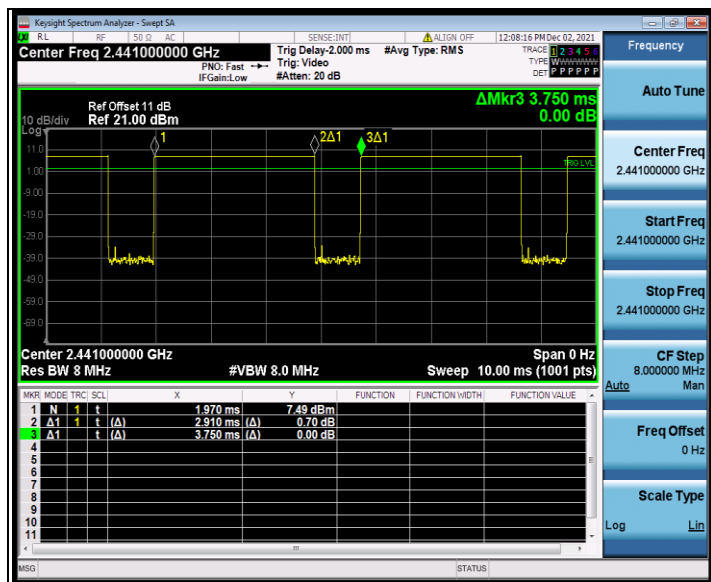 Keysight Spectrum Analyzer - Swept SA
RL RF 50 Ω AC SENSE:INT ALIGN OFF 12:08:16 PM Dec 02, 2021
Center Freq 2.441000000 GHz
PNO: Fast
IFGain:Low
Trig Delay-2.000 ms
Trig: Video
#Atten: 20 dB
#Avg Type: RMS
TRACE 1 2 3 4 5 6
TYPE WWWWWW
DET P P P P P P
Ref Offset 11 dB
Ref 21.00 dBm
10 dB/div
Log
ΔMkr3 3.750 ms
0.00 dB
1
2Δ1
3Δ1
TRIG LVL
11.0
1.00
-9.00
-19.0
-29.0
-39.0
-49.0
-59.0
-69.0
Center 2.441000000 GHz
Span 0 Hz
Res BW 8 MHz
#VBW 8.0 MHz
Sweep 10.00 ms (1001 pts)
MKR MODE TRC SCL X Y FUNCTION FUNCTION WIDTH FUNCTION VALUE
1 N 1 t 1.970 ms 7.49 dBm
2 Δ1 1 t (Δ) 2.910 ms (Δ) 0.70 dB
3 Δ1 t (Δ) 3.750 ms (Δ) 0.00 dB
4
5
6
7
8
9
10
11
MSG
STATUS
Frequency
Auto Tune
Center Freq
2.441000000 GHz
Start Freq
2.441000000 GHz
Stop Freq
2.441000000 GHz
CF Step
8.000000 MHz
Auto Man
Freq Offset
0 Hz
Scale Type
Log Lin